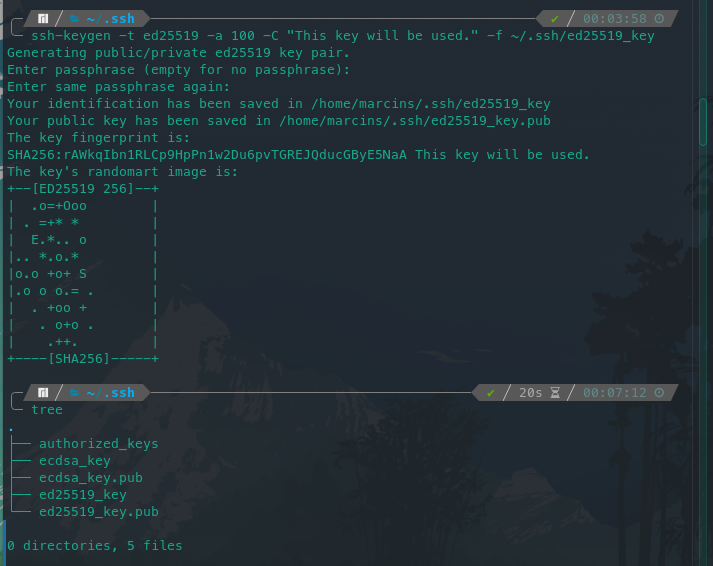 ~/.ssh ✔ 00:03:58
ssh-keygen -t ed25519 -a 100 -C "This key will be used." -f ~/.ssh/ed25519_key
Generating public/private ed25519 key pair.
Enter passphrase (empty for no passphrase):
Enter same passphrase again:
Your identification has been saved in /home/marcins/.ssh/ed25519_key
Your public key has been saved in /home/marcins/.ssh/ed25519_key.pub
The key fingerprint is:
SHA256:rAWkqIbn1RLCp9HpPn1w2Du6pvTGREJQducGByE5NaA This key will be used.
The key's randomart image is:
+--[ED25519 256]--+
|  .o=+Ooo        |
| . =+* *         |
|  E.*.. o        |
|.. *.o.*         |
|o.o +o+ S        |
|.o o o.= .       |
|  . +oo +        |
|   . o+o .       |
|    .++.         |
+----[SHA256]-----+
~/.ssh ✔ 20s 00:07:12
tree
.
├── authorized_keys
├── ecdsa_key
├── ecdsa_key.pub
├── ed25519_key
└── ed25519_key.pub
0 directories, 5 files